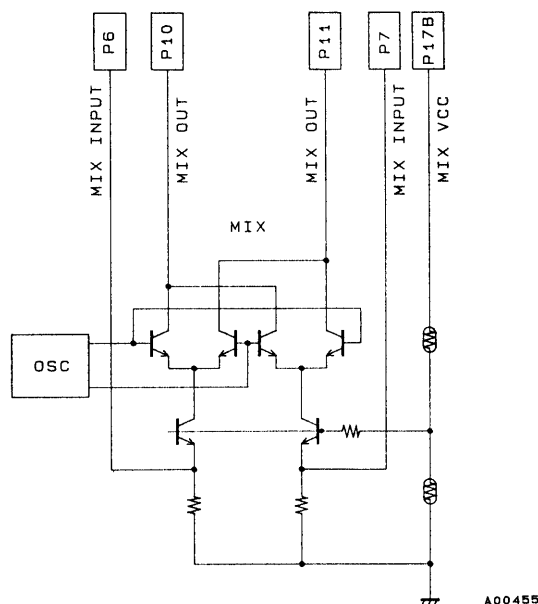 P6
P10
P11
P7
P17B
MIX INPUT
MIX OUT
MIX OUT
MIX INPUT
MIX VCC
MIX
OSC
A00455